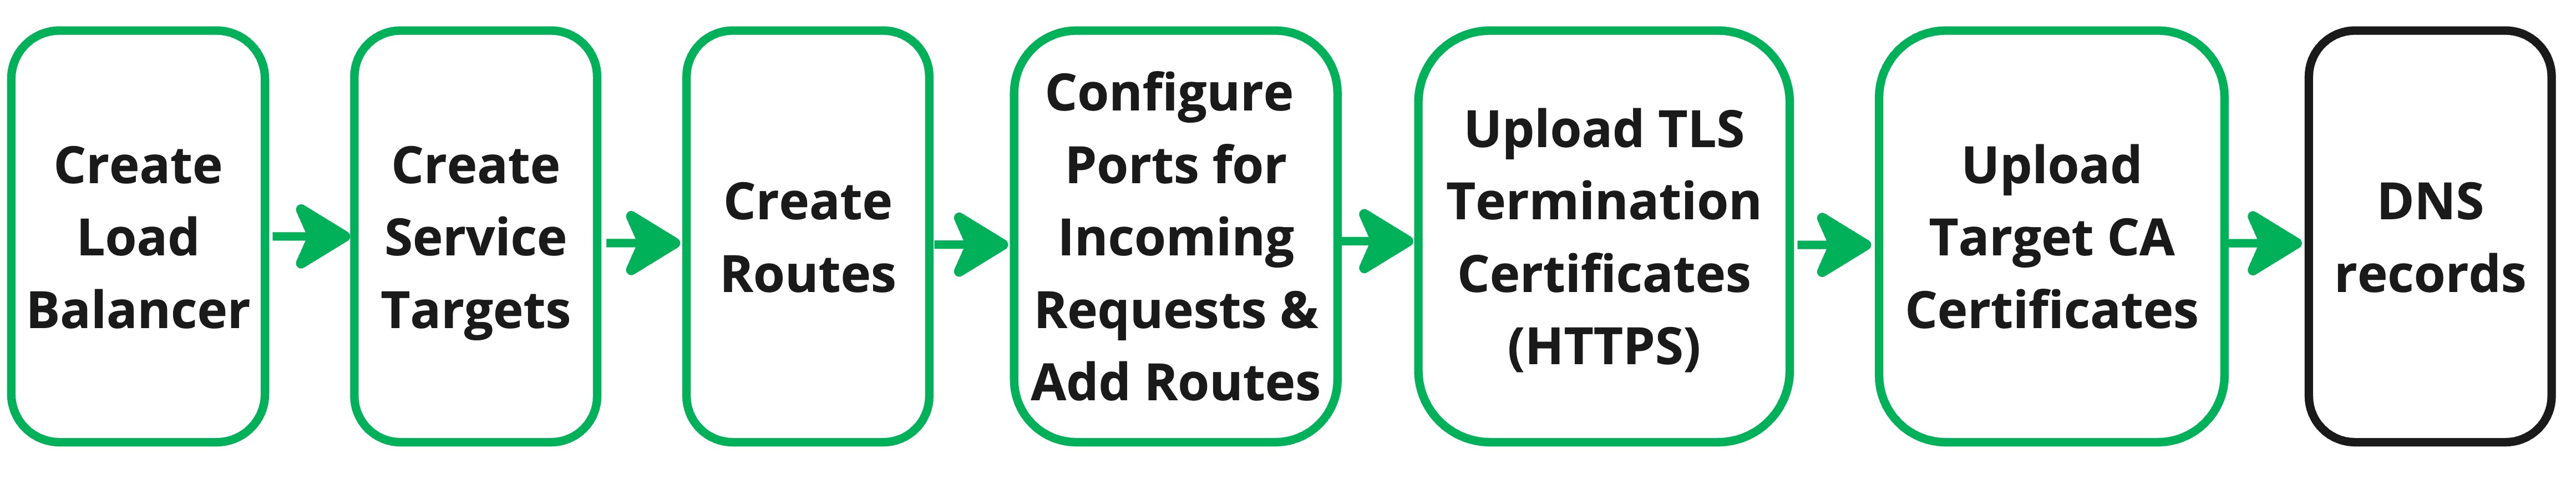 Create
Load
Balancer
Create
Service
Targets
Create
Routes
Configure
Ports for
Incoming
Requests &
Add Routes
Upload TLS
Termination
Certificates
(HTTPS)
Upload
Target CA
Certificates
DNS
records